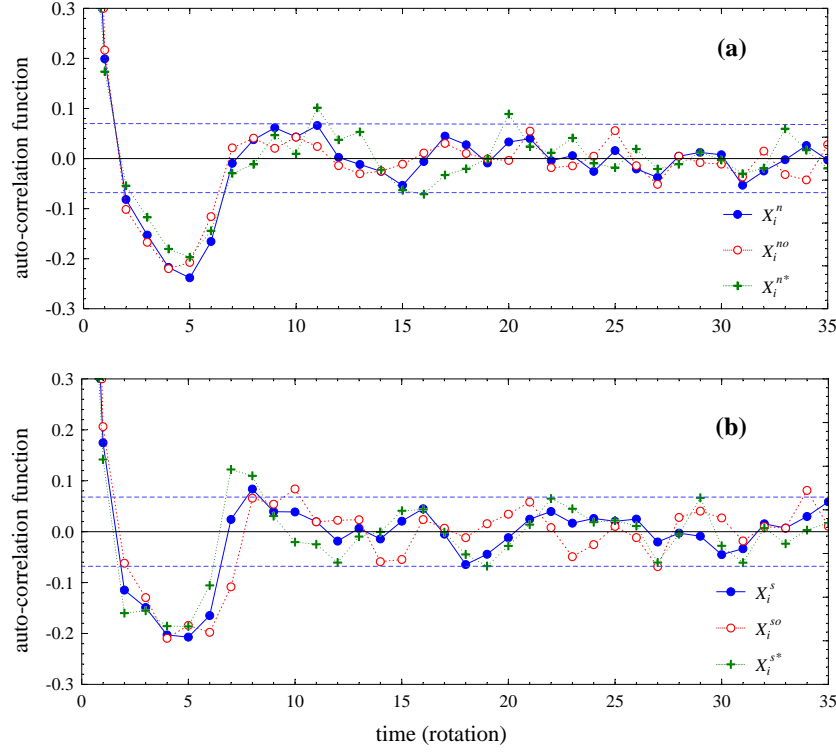 0.3
0.2
0.1
0.0
-0.1
-0.2
-0.3
auto-correlation function
(a)
X_i^n
X_i^{no}
X_i^{n*}
0 5 10 15 20 25 30 35
0.3
0.2
0.1
0.0
-0.1
-0.2
-0.3
auto-correlation function
(b)
X_i^s
X_i^{so}
X_i^{s*}
0 5 10 15 20 25 30 35
time (rotation)